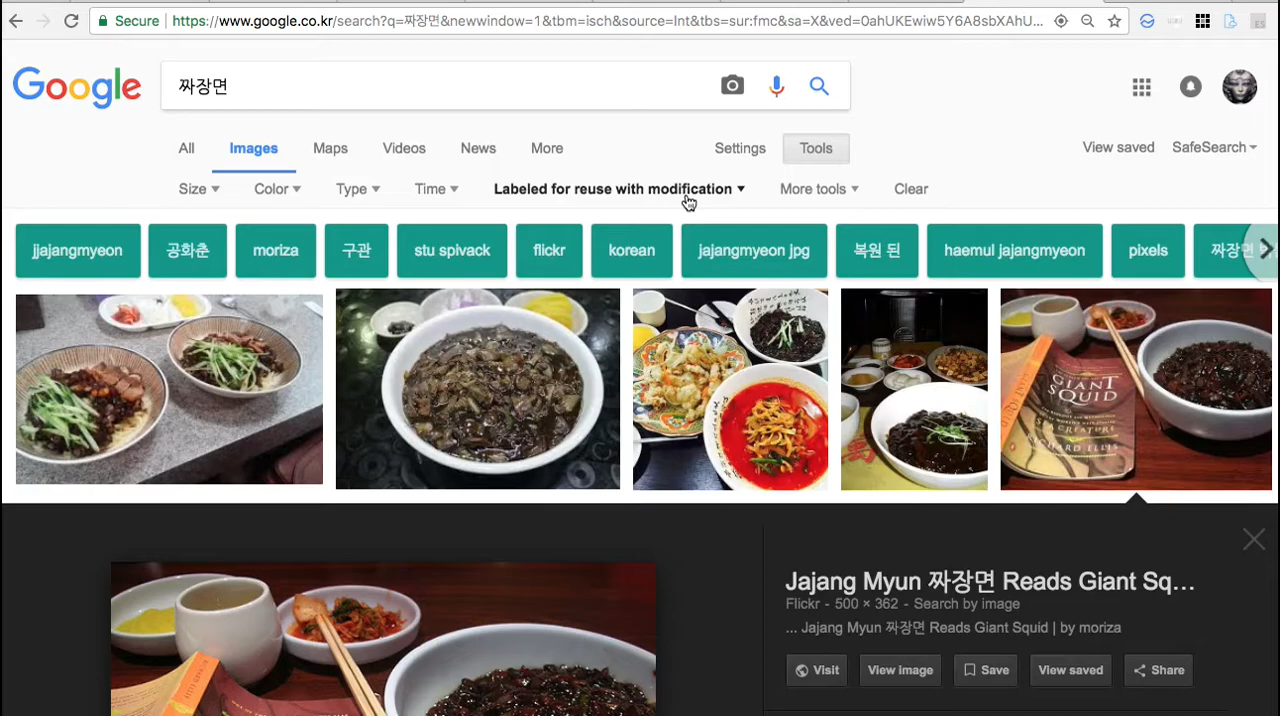 Secure https://www.google.co.kr/search?q=짜장면&newwindow=1&tbm=isch&source=lnt&tbs=sur:fmc&sa=X&ved=0ahUKEwiw5Y6A8sbXAhU...
Google 짜장면
All Images Maps Videos News More Settings Tools View saved SafeSearch
Size Color Type Time Labeled for reuse with modification More tools Clear
jjajangmyeon 공화춘 moriza 구관 stu spivack flickr korean jajangmyeon jpg 복원 된 haemul jajangmyeon pixels 짜장면
GIANT
SQUID
SEA CREATURE
RICHARD ELLIS
Jajang Myun 짜장면 Reads Giant Sq...
Flickr - 500 × 362 - Search by image
... Jajang Myun 짜장면 Reads Giant Squid | by moriza
Visit View image Save View saved Share